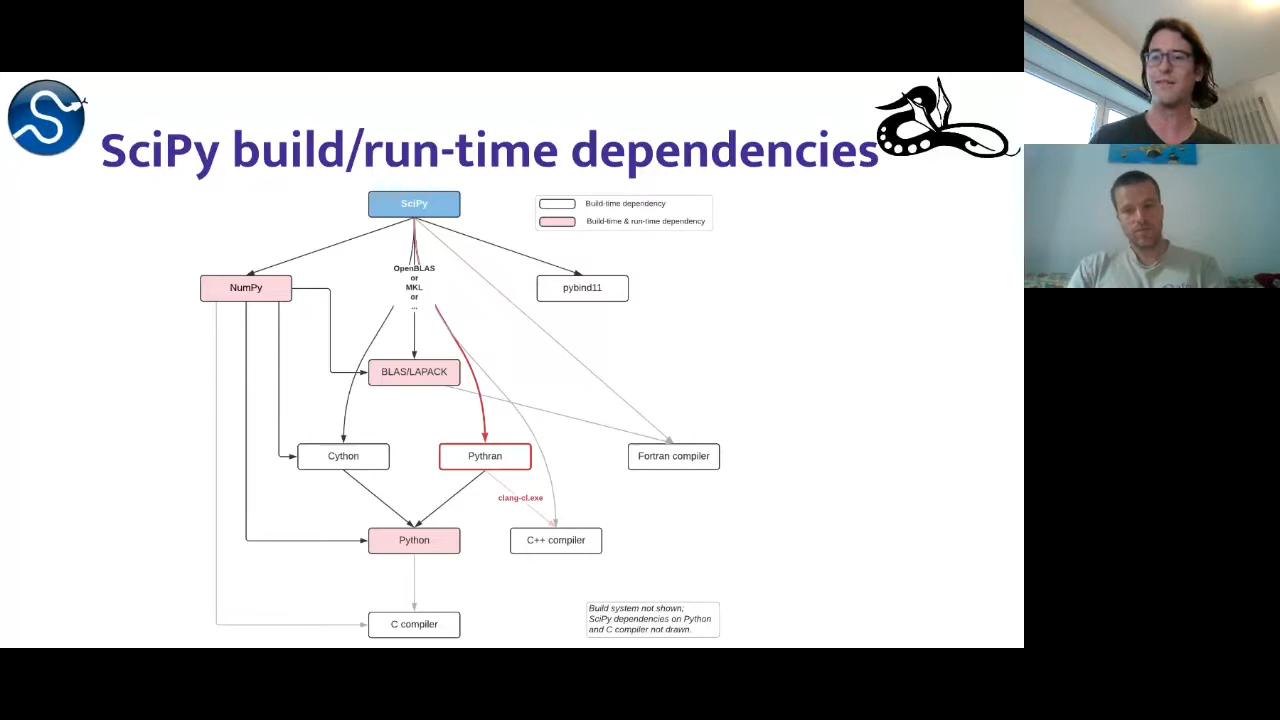 SciPy build/run-time dependencies
SciPy
Build-time dependency
Build-time & run-time dependency
OpenBLAS
or
MKL
or
...
NumPy
pybind11
BLAS/LAPACK
Cython
Pythran
Fortran compiler
clang-cl.exe
Python
C++ compiler
Build system not shown;
SciPy dependencies on Python
and C compiler not drawn.
C compiler